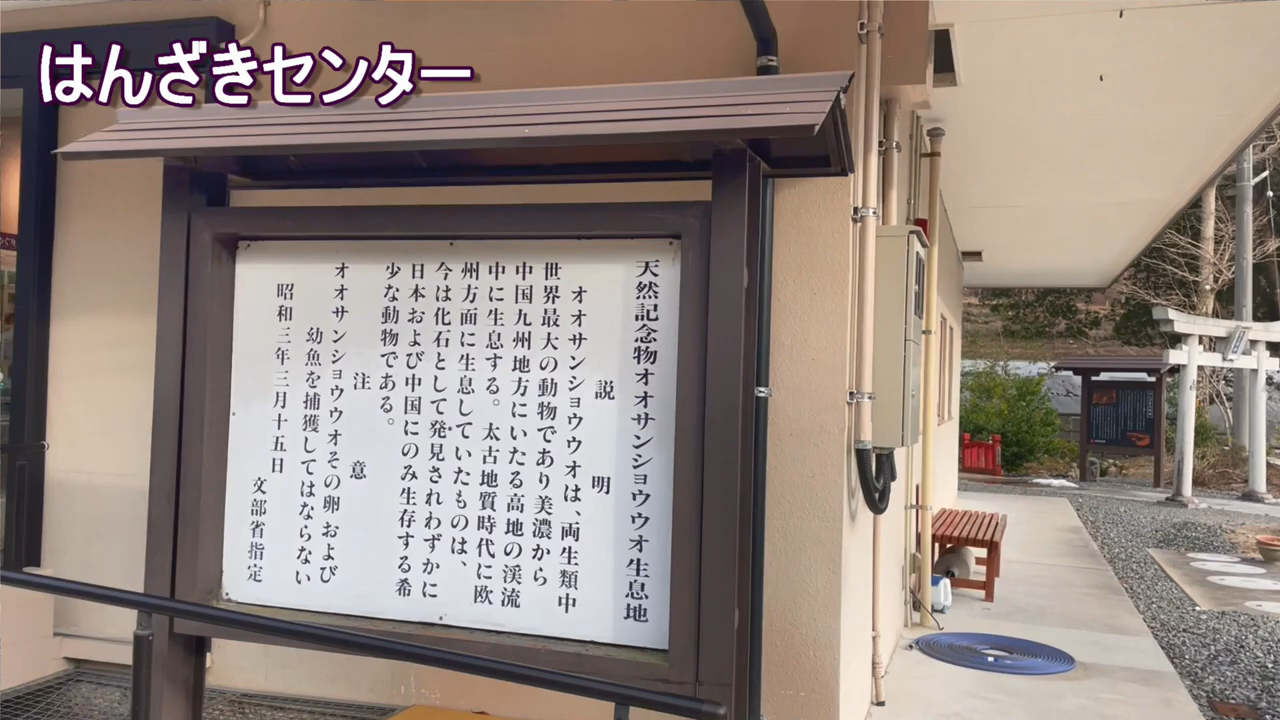 はんざきセンター
天然記念物オオサンショウウオ生息地
説明
オオサンショウウオは、両生類中
世界最大の動物であり美濃から
中国九州地方にいたる高地の渓流
中に生息する。太古地質時代に欧
州方面に生息していたものは、
今は化石として発見されわずかに
日本および中国にのみ生存する希
少な動物である。
注意
オオサンショウウオその卵および
幼魚を捕獲してはならない
昭和三年三月十五日
文部省指定